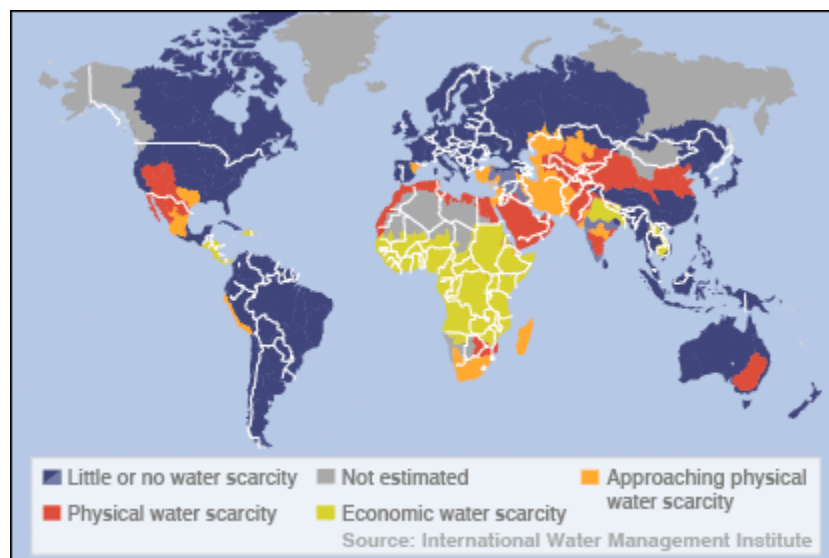 Little or no water scarcity
Not estimated
Approaching physical
water scarcity
Physical water scarcity
Economic water scarcity
Source: International Water Management Institute